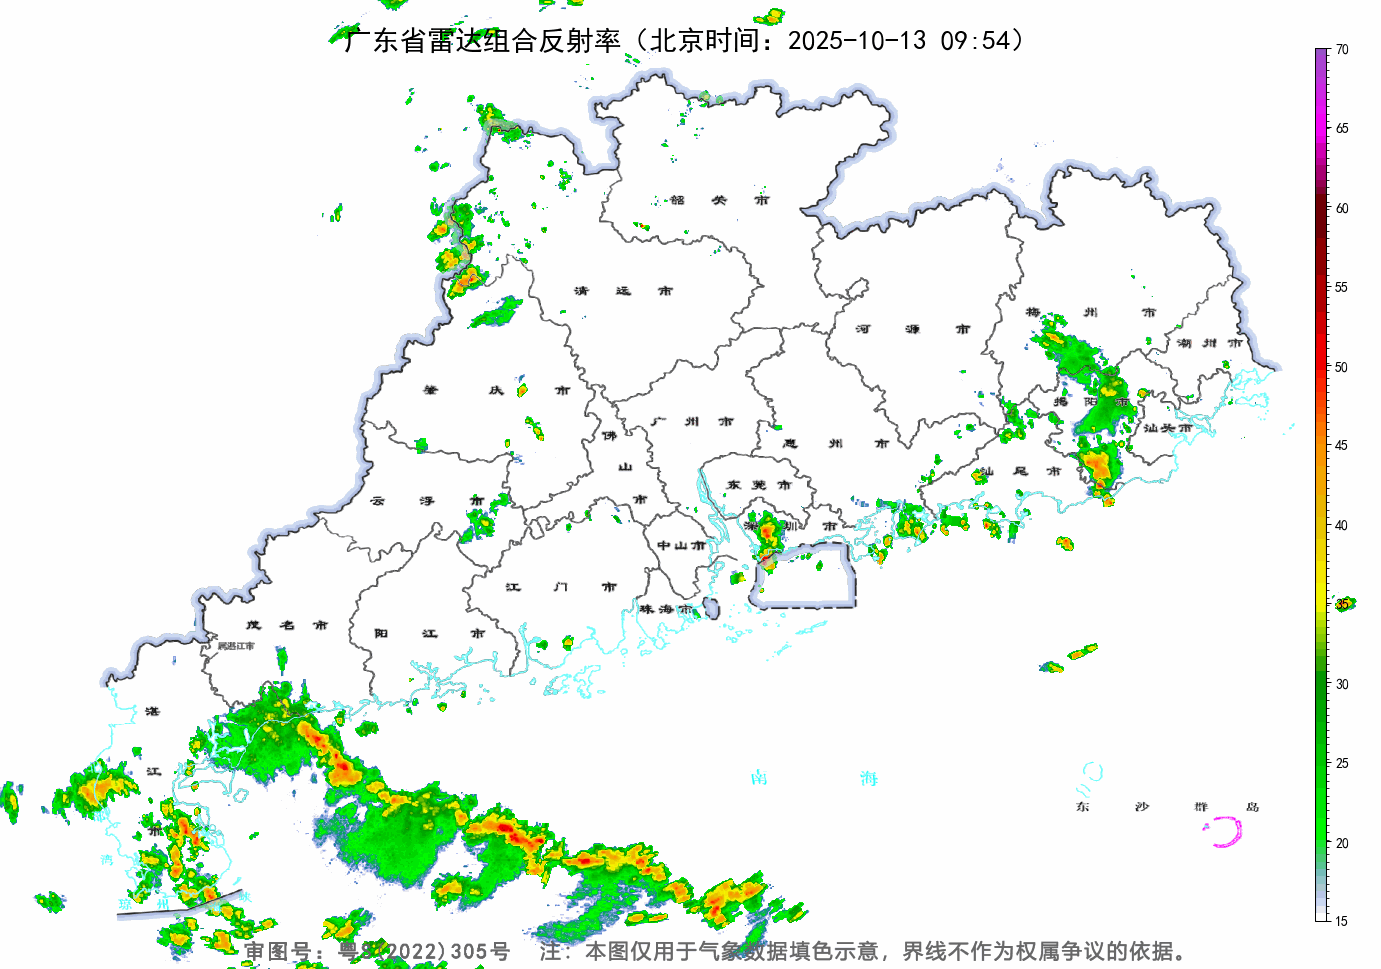 广东省雷达组合反射率（北京时间：2025-10-13 09:54）
70
65
60
55
50
45
40
35
30
25
20
15
韶关市
清远市
河源市
梅州市
潮州市
肇庆市
广州市
佛山市
惠州市
揭阳市
汕头市
汕尾市
东莞市
云浮市
深圳市
中山市
江门市
珠海市
茂名市
属湛江市
阳江市
湛江市
南海
东沙群岛
湾
琼州海峡
审图号：粤S(2022)305号 注：本图仅用于气象数据填色示意，界线不作为权属争议的依据。